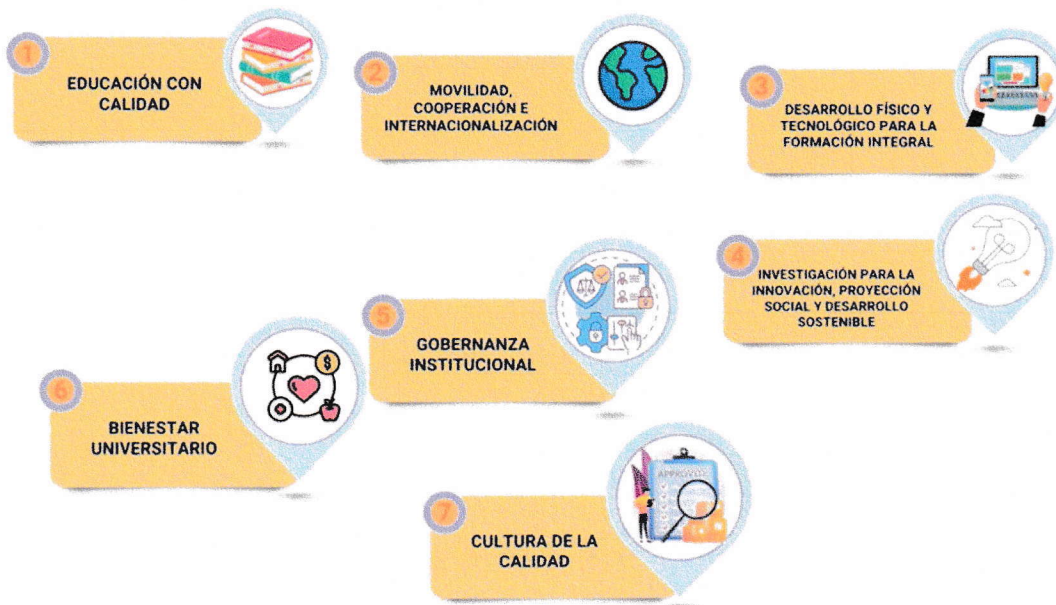 1
EDUCACIÓN CON
CALIDAD
2
MOVILIDAD,
COOPERACIÓN E
INTERNACIONALIZACIÓN
3
DESARROLLO FÍSICO Y
TECNOLÓGICO PARA LA
FORMACIÓN INTEGRAL
4
INVESTIGACIÓN PARA LA
INNOVACIÓN, PROYECCIÓN
SOCIAL Y DESARROLLO
SOSTENIBLE
5
GOBERNANZA
INSTITUCIONAL
6
$
BIENESTAR
UNIVERSITARIO
7
APPROVED
CULTURA DE LA
CALIDAD